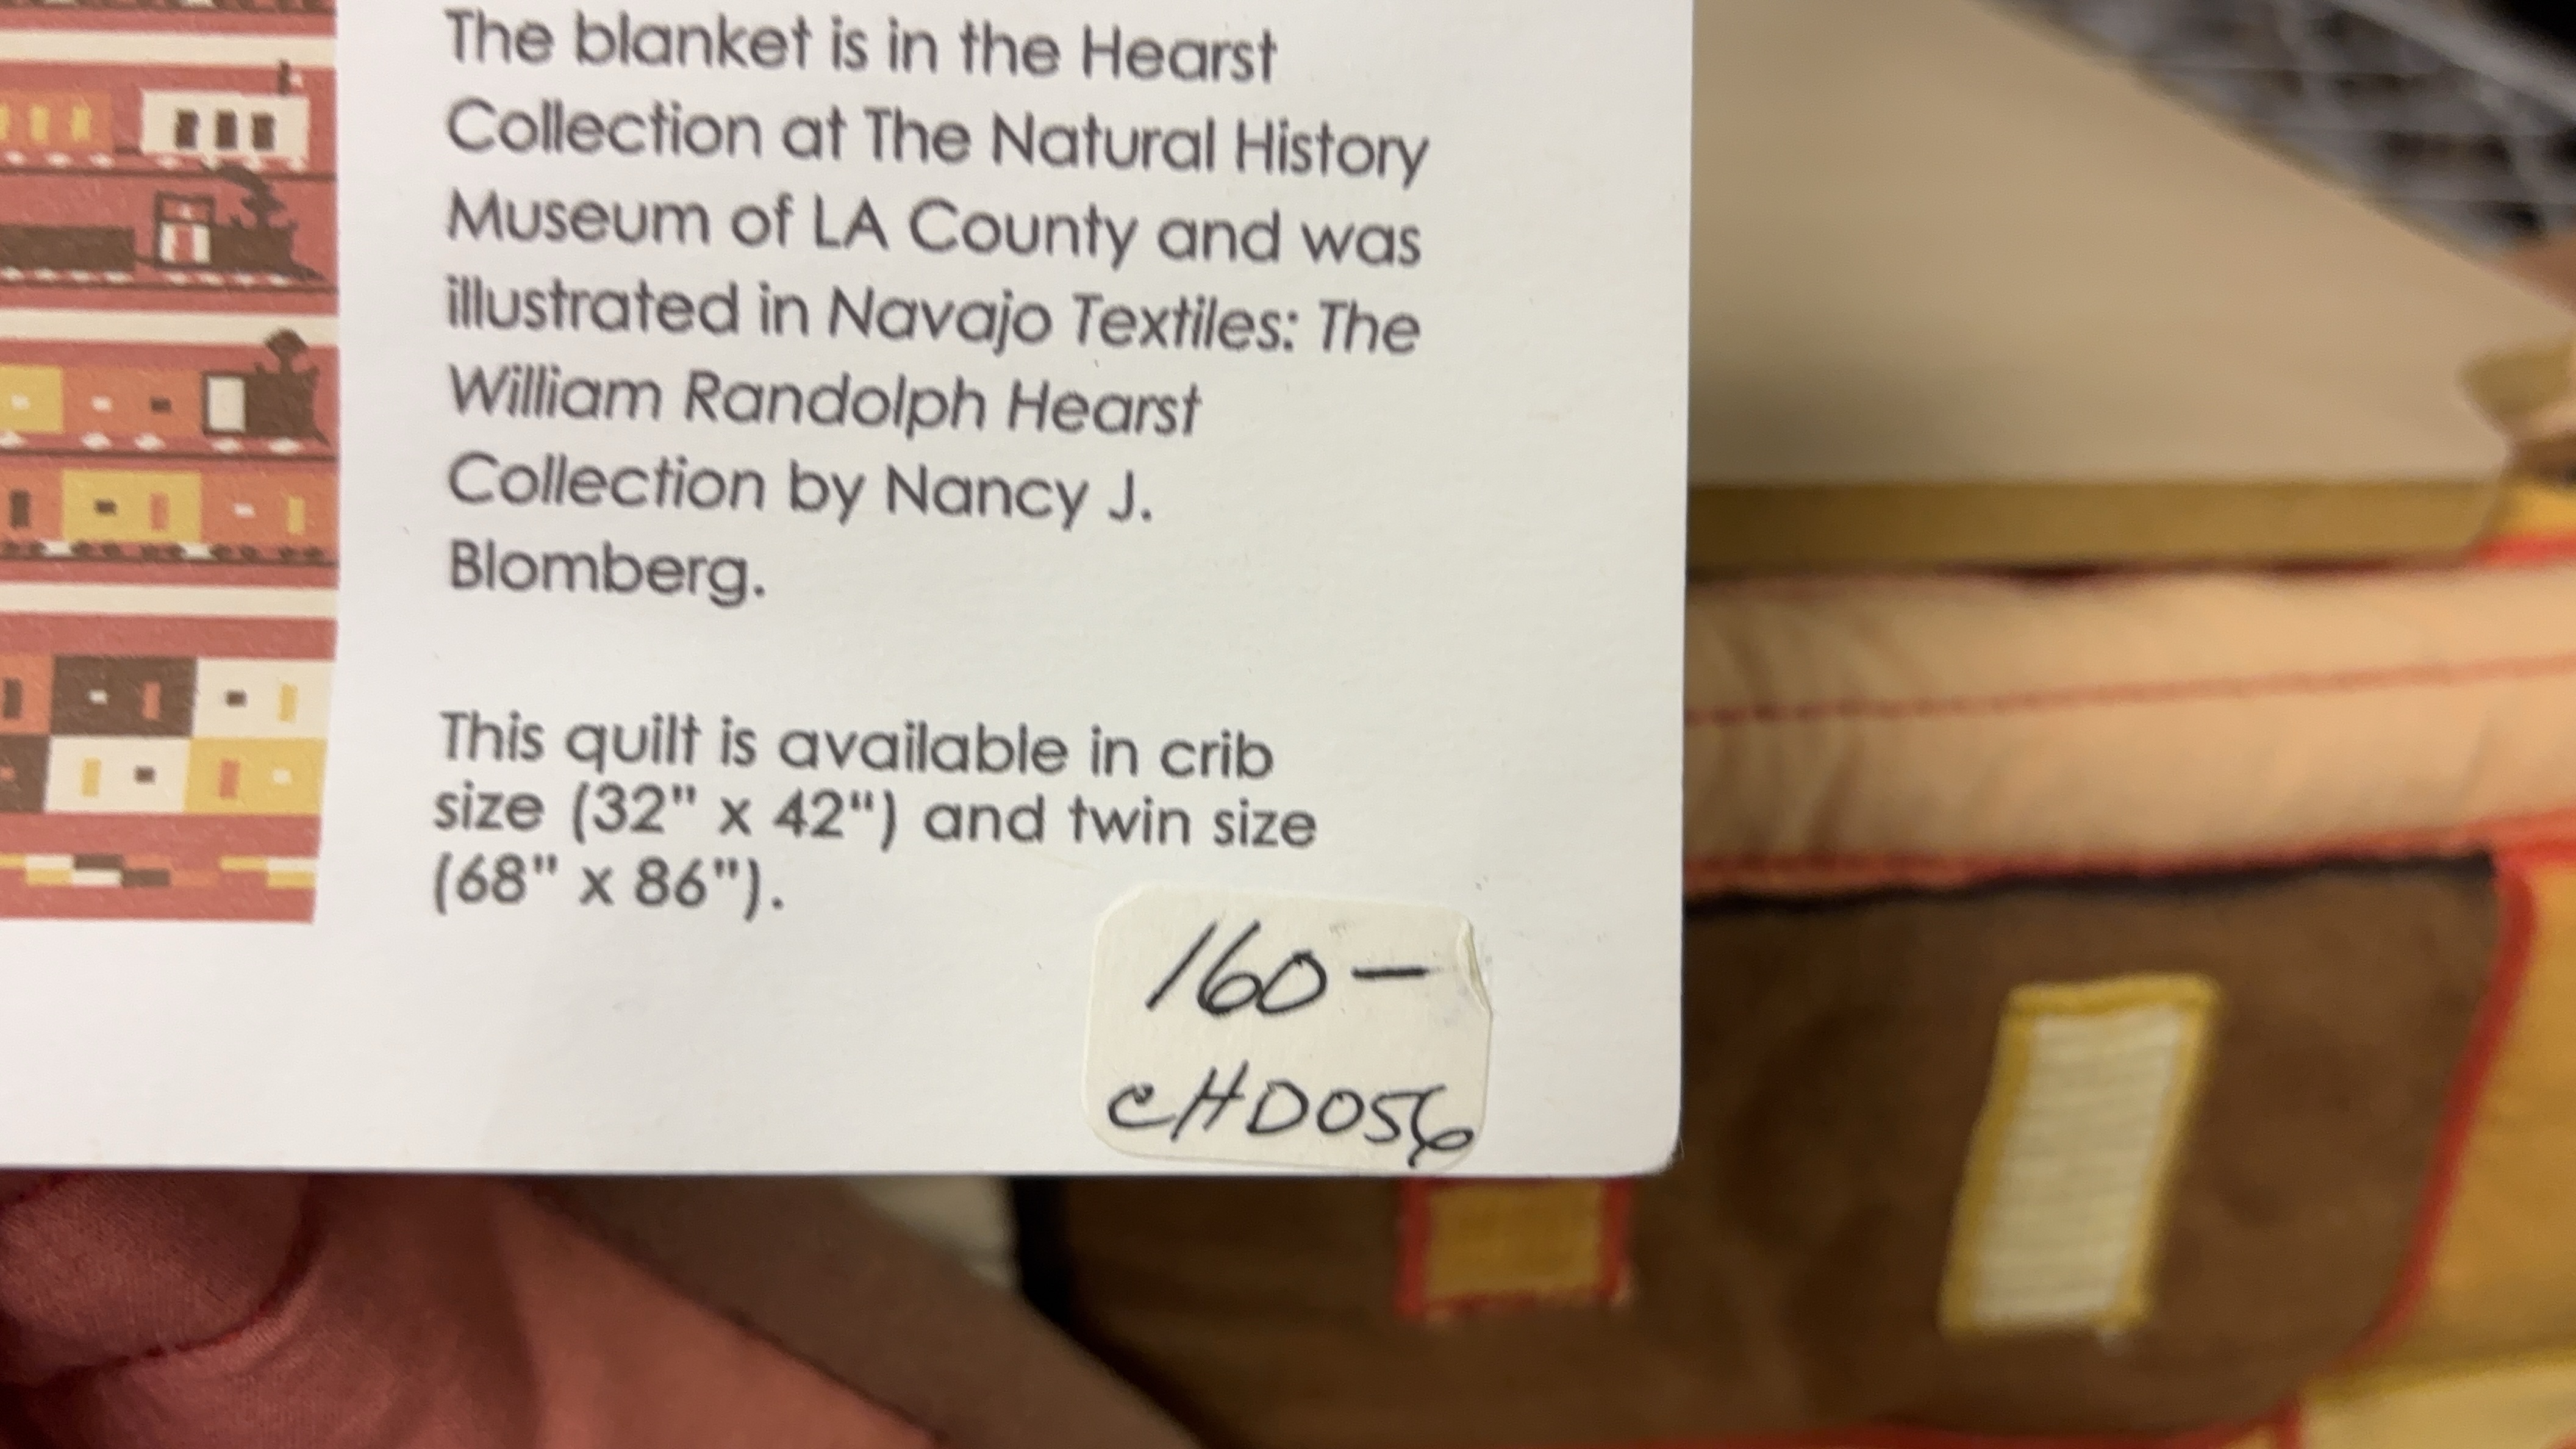 The blanket is in the Hearst
Collection at The Natural History
Museum of LA County and was
illustrated in Navajo Textiles: The
William Randolph Hearst
Collection by Nancy J.
Blomberg.
This quilt is available in crib
size (32" x 42") and twin size
(68" x 86").
160—
CHD056